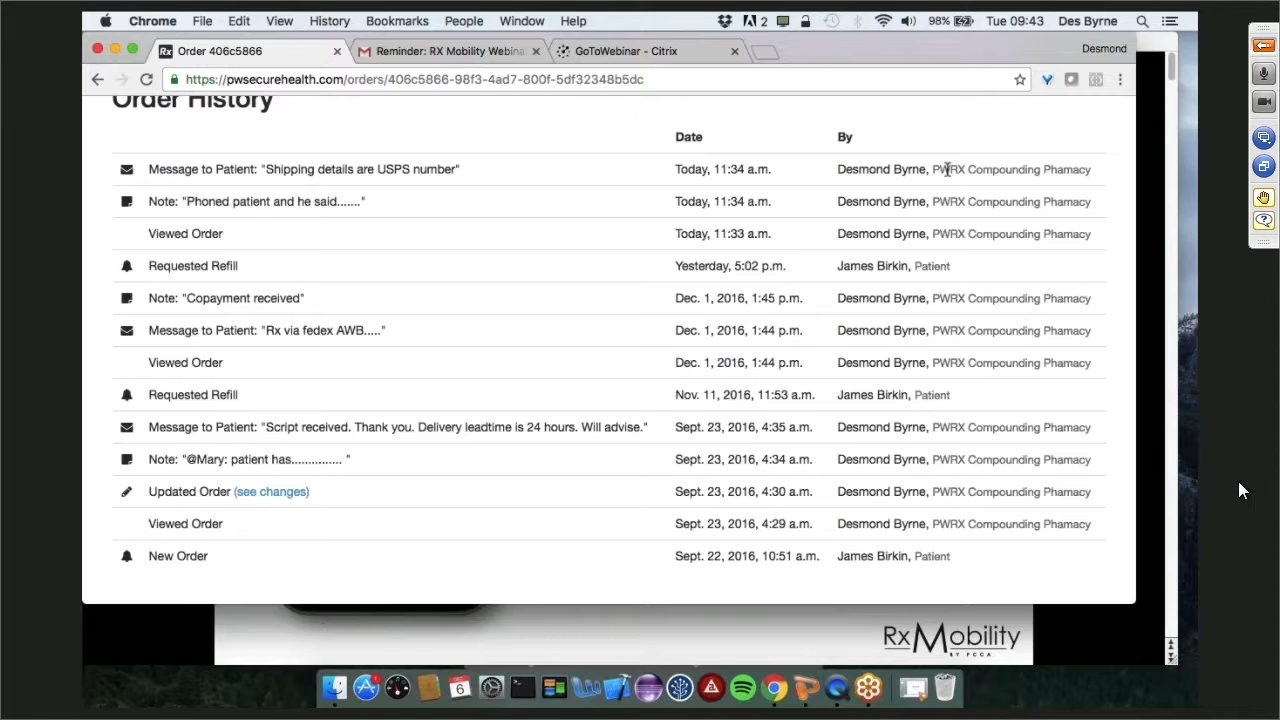 Chrome File Edit View History Bookmarks People Window Help 2 98% Tue 09:43 Des Byrne
Order 406c5866 Reminder: RX Mobility Webina GoToWebinar - Citrix Desmond
https://pwsecurehealth.com/orders/406c5866-98f3-4ad7-800f-5df32348b5dc
Order History
Date By
Message to Patient: "Shipping details are USPS number" Today, 11:34 a.m. Desmond Byrne, PWRX Compounding Phamacy
Note: "Phoned patient and he said......." Today, 11:34 a.m. Desmond Byrne, PWRX Compounding Phamacy
Viewed Order Today, 11:33 a.m. Desmond Byrne, PWRX Compounding Phamacy
Requested Refill Yesterday, 5:02 p.m. James Birkin, Patient
Note: "Copayment received" Dec. 1, 2016, 1:45 p.m. Desmond Byrne, PWRX Compounding Phamacy
Message to Patient: "Rx via fedex AWB....." Dec. 1, 2016, 1:44 p.m. Desmond Byrne, PWRX Compounding Phamacy
Viewed Order Dec. 1, 2016, 1:44 p.m. Desmond Byrne, PWRX Compounding Phamacy
Requested Refill Nov. 11, 2016, 11:53 a.m. James Birkin, Patient
Message to Patient: "Script received. Thank you. Delivery leadtime is 24 hours. Will advise." Sept. 23, 2016, 4:35 a.m. Desmond Byrne, PWRX Compounding Phamacy
Note: "@Mary: patient has.............. " Sept. 23, 2016, 4:34 a.m. Desmond Byrne, PWRX Compounding Phamacy
Updated Order (see changes) Sept. 23, 2016, 4:30 a.m. Desmond Byrne, PWRX Compounding Phamacy
Viewed Order Sept. 23, 2016, 4:29 a.m. Desmond Byrne, PWRX Compounding Phamacy
New Order Sept. 22, 2016, 10:51 a.m. James Birkin, Patient
RxMobility
BY PCCA
6